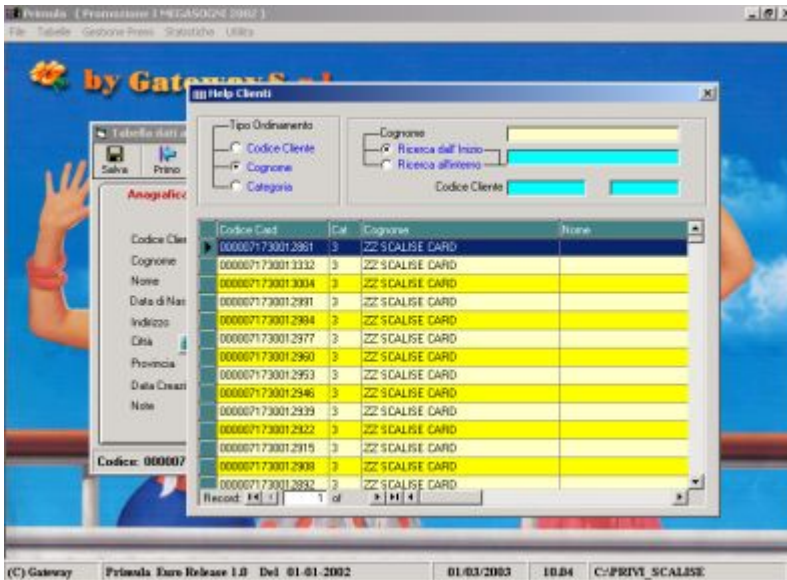 Primula (Promozione I MEGASOGNI 2002)
File Tabelle Gestione Premi Statistiche Utilità
by Gateway S.r.l.
Help Clienti
Tipo Ordinamento
Codice Cliente
Cognome
Categoria
Cognome
Ricerca dall' Inizio
Ricerca all'interno
Codice Cliente
Tabella dati a
Salva Primo
Anagrafica
Codice Clien
Cognome
Nome
Data di Nas
Indirizzo
Città
Provincia
Data Creazi
Note
Codice: 000007
Codice Card Cat Cognome Nome
0000071730012861 3 ZZ SCALISE CARD
0000071730013332 3 ZZ SCALISE CARD
0000071730013004 3 ZZ SCALISE CARD
0000071730012991 3 ZZ SCALISE CARD
0000071730012984 3 ZZ SCALISE CARD
0000071730012977 3 ZZ SCALISE CARD
0000071730012960 3 ZZ SCALISE CARD
0000071730012953 3 ZZ SCALISE CARD
0000071730012946 3 ZZ SCALISE CARD
0000071730012939 3 ZZ SCALISE CARD
0000071730012922 3 ZZ SCALISE CARD
0000071730012915 3 ZZ SCALISE CARD
0000071730012908 3 ZZ SCALISE CARD
0000071730012892 3 ZZ SCALISE CARD
Record: 1 of
(C) Gateway Primula Euro Release 1.0 Del 01-01-2002 01/03/2003 10.04 C:\PRIVI_SCALISE